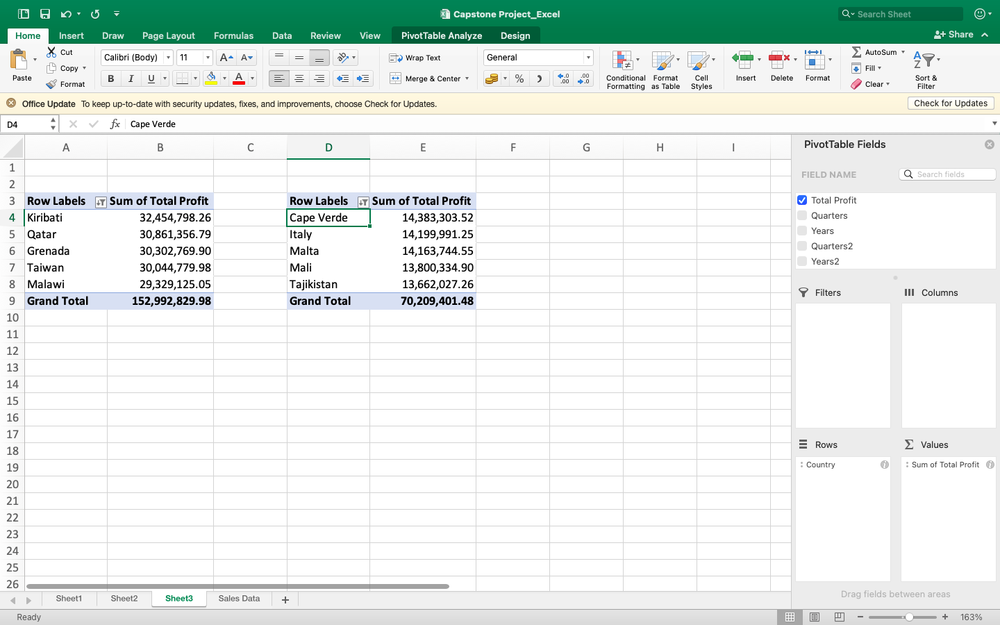 Capstone Project_Excel
Search Sheet
Home Insert Draw Page Layout Formulas Data Review View PivotTable Analyze Design
Share
Paste
Cut
Copy
Format
Calibri (Body) 11 A A
B I U A
Wrap Text
Merge & Center
General
%
.0 .00
.00 .0
Conditional Formatting
Format as Table
Cell Styles
Insert
Delete
Format
AutoSum
Fill
Clear
A Z
Sort & Filter
Office Update To keep up-to-date with security updates, fixes, and improvements, choose Check for Updates.
Check for Updates
D4 fx Cape Verde
A B C D E F G H I
1
2
3 Row Labels Sum of Total Profit Row Labels Sum of Total Profit
4 Kiribati 32,454,798.26 Cape Verde 14,383,303.52
5 Qatar 30,861,356.79 Italy 14,199,991.25
6 Grenada 30,302,769.90 Malta 14,163,744.55
7 Taiwan 30,044,779.98 Mali 13,800,334.90
8 Malawi 29,329,125.05 Tajikistan 13,662,027.26
9 Grand Total 152,992,829.98 Grand Total 70,209,401.48
10
11
12
13
14
15
16
17
18
19
20
21
22
23
24
25
26
PivotTable Fields
FIELD NAME
Search fields
Total Profit
Quarters
Years
Quarters2
Years2
Filters
Columns
Rows
Values
Country
Sum of Total Profit
Drag fields between areas
Sheet1 Sheet2 Sheet3 Sales Data +
Ready
163%